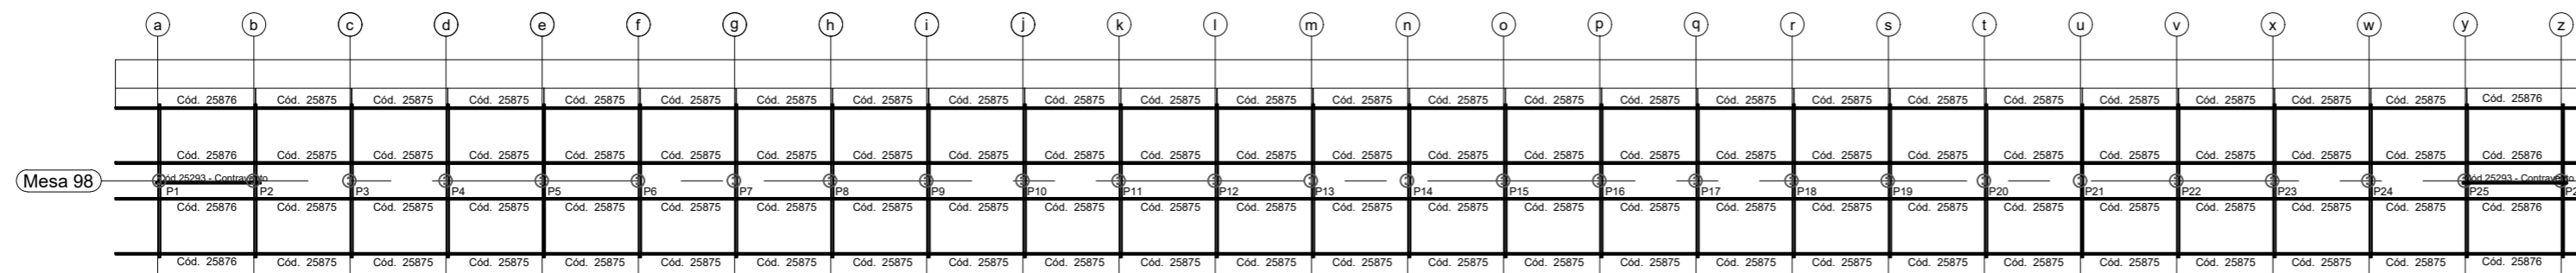 a b c d e f g h i j k l m n o p q r s t u v x w y z
Cód. 25876 Cód. 25875 Cód. 25875 Cód. 25875 Cód. 25875 Cód. 25875 Cód. 25875 Cód. 25875 Cód. 25875 Cód. 25875 Cód. 25875 Cód. 25875 Cód. 25875 Cód. 25875 Cód. 25875 Cód. 25875 Cód. 25875 Cód. 25875 Cód. 25875 Cód. 25875 Cód. 25875 Cód. 25875 Cód. 25875 Cód. 25875 Cód. 25876
Cód. 25876 Cód. 25875 Cód. 25875 Cód. 25875 Cód. 25875 Cód. 25875 Cód. 25875 Cód. 25875 Cód. 25875 Cód. 25875 Cód. 25875 Cód. 25875 Cód. 25875 Cód. 25875 Cód. 25875 Cód. 25875 Cód. 25875 Cód. 25875 Cód. 25875 Cód. 25875 Cód. 25875 Cód. 25875 Cód. 25875 Cód. 25875 Cód. 25876
Mesa 98 Cód 25293 - Contravento Cód 25293 - Contravento
P1 P2 P3 P4 P5 P6 P7 P8 P9 P10 P11 P12 P13 P14 P15 P16 P17 P18 P19 P20 P21 P22 P23 P24 P25
Cód. 25876 Cód. 25875 Cód. 25875 Cód. 25875 Cód. 25875 Cód. 25875 Cód. 25875 Cód. 25875 Cód. 25875 Cód. 25875 Cód. 25875 Cód. 25875 Cód. 25875 Cód. 25875 Cód. 25875 Cód. 25875 Cód. 25875 Cód. 25875 Cód. 25875 Cód. 25875 Cód. 25875 Cód. 25875 Cód. 25875 Cód. 25875 Cód. 25876
Cód. 25876 Cód. 25875 Cód. 25875 Cód. 25875 Cód. 25875 Cód. 25875 Cód. 25875 Cód. 25875 Cód. 25875 Cód. 25875 Cód. 25875 Cód. 25875 Cód. 25875 Cód. 25875 Cód. 25875 Cód. 25875 Cód. 25875 Cód. 25875 Cód. 25875 Cód. 25875 Cód. 25875 Cód. 25875 Cód. 25875 Cód. 25875 Cód. 25876